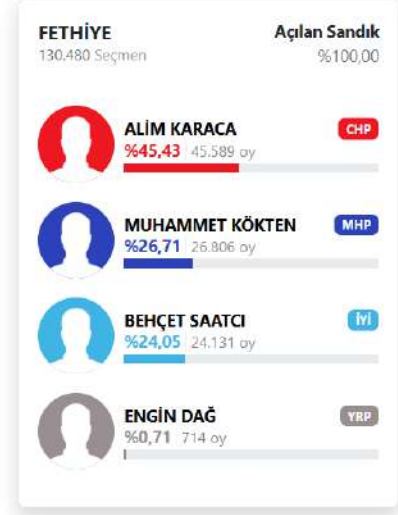 FETHİYE Açılan Sandık
130.480 Seçmen %100,00
ALİM KARACA CHP
%45,43 45.589 oy
MUHAMMET KÖKTEN MHP
%26,71 26.806 oy
BEHÇET SAATCI İYİ
%24,05 24.131 oy
ENGİN DAĞ YRP
%0,71 714 oy